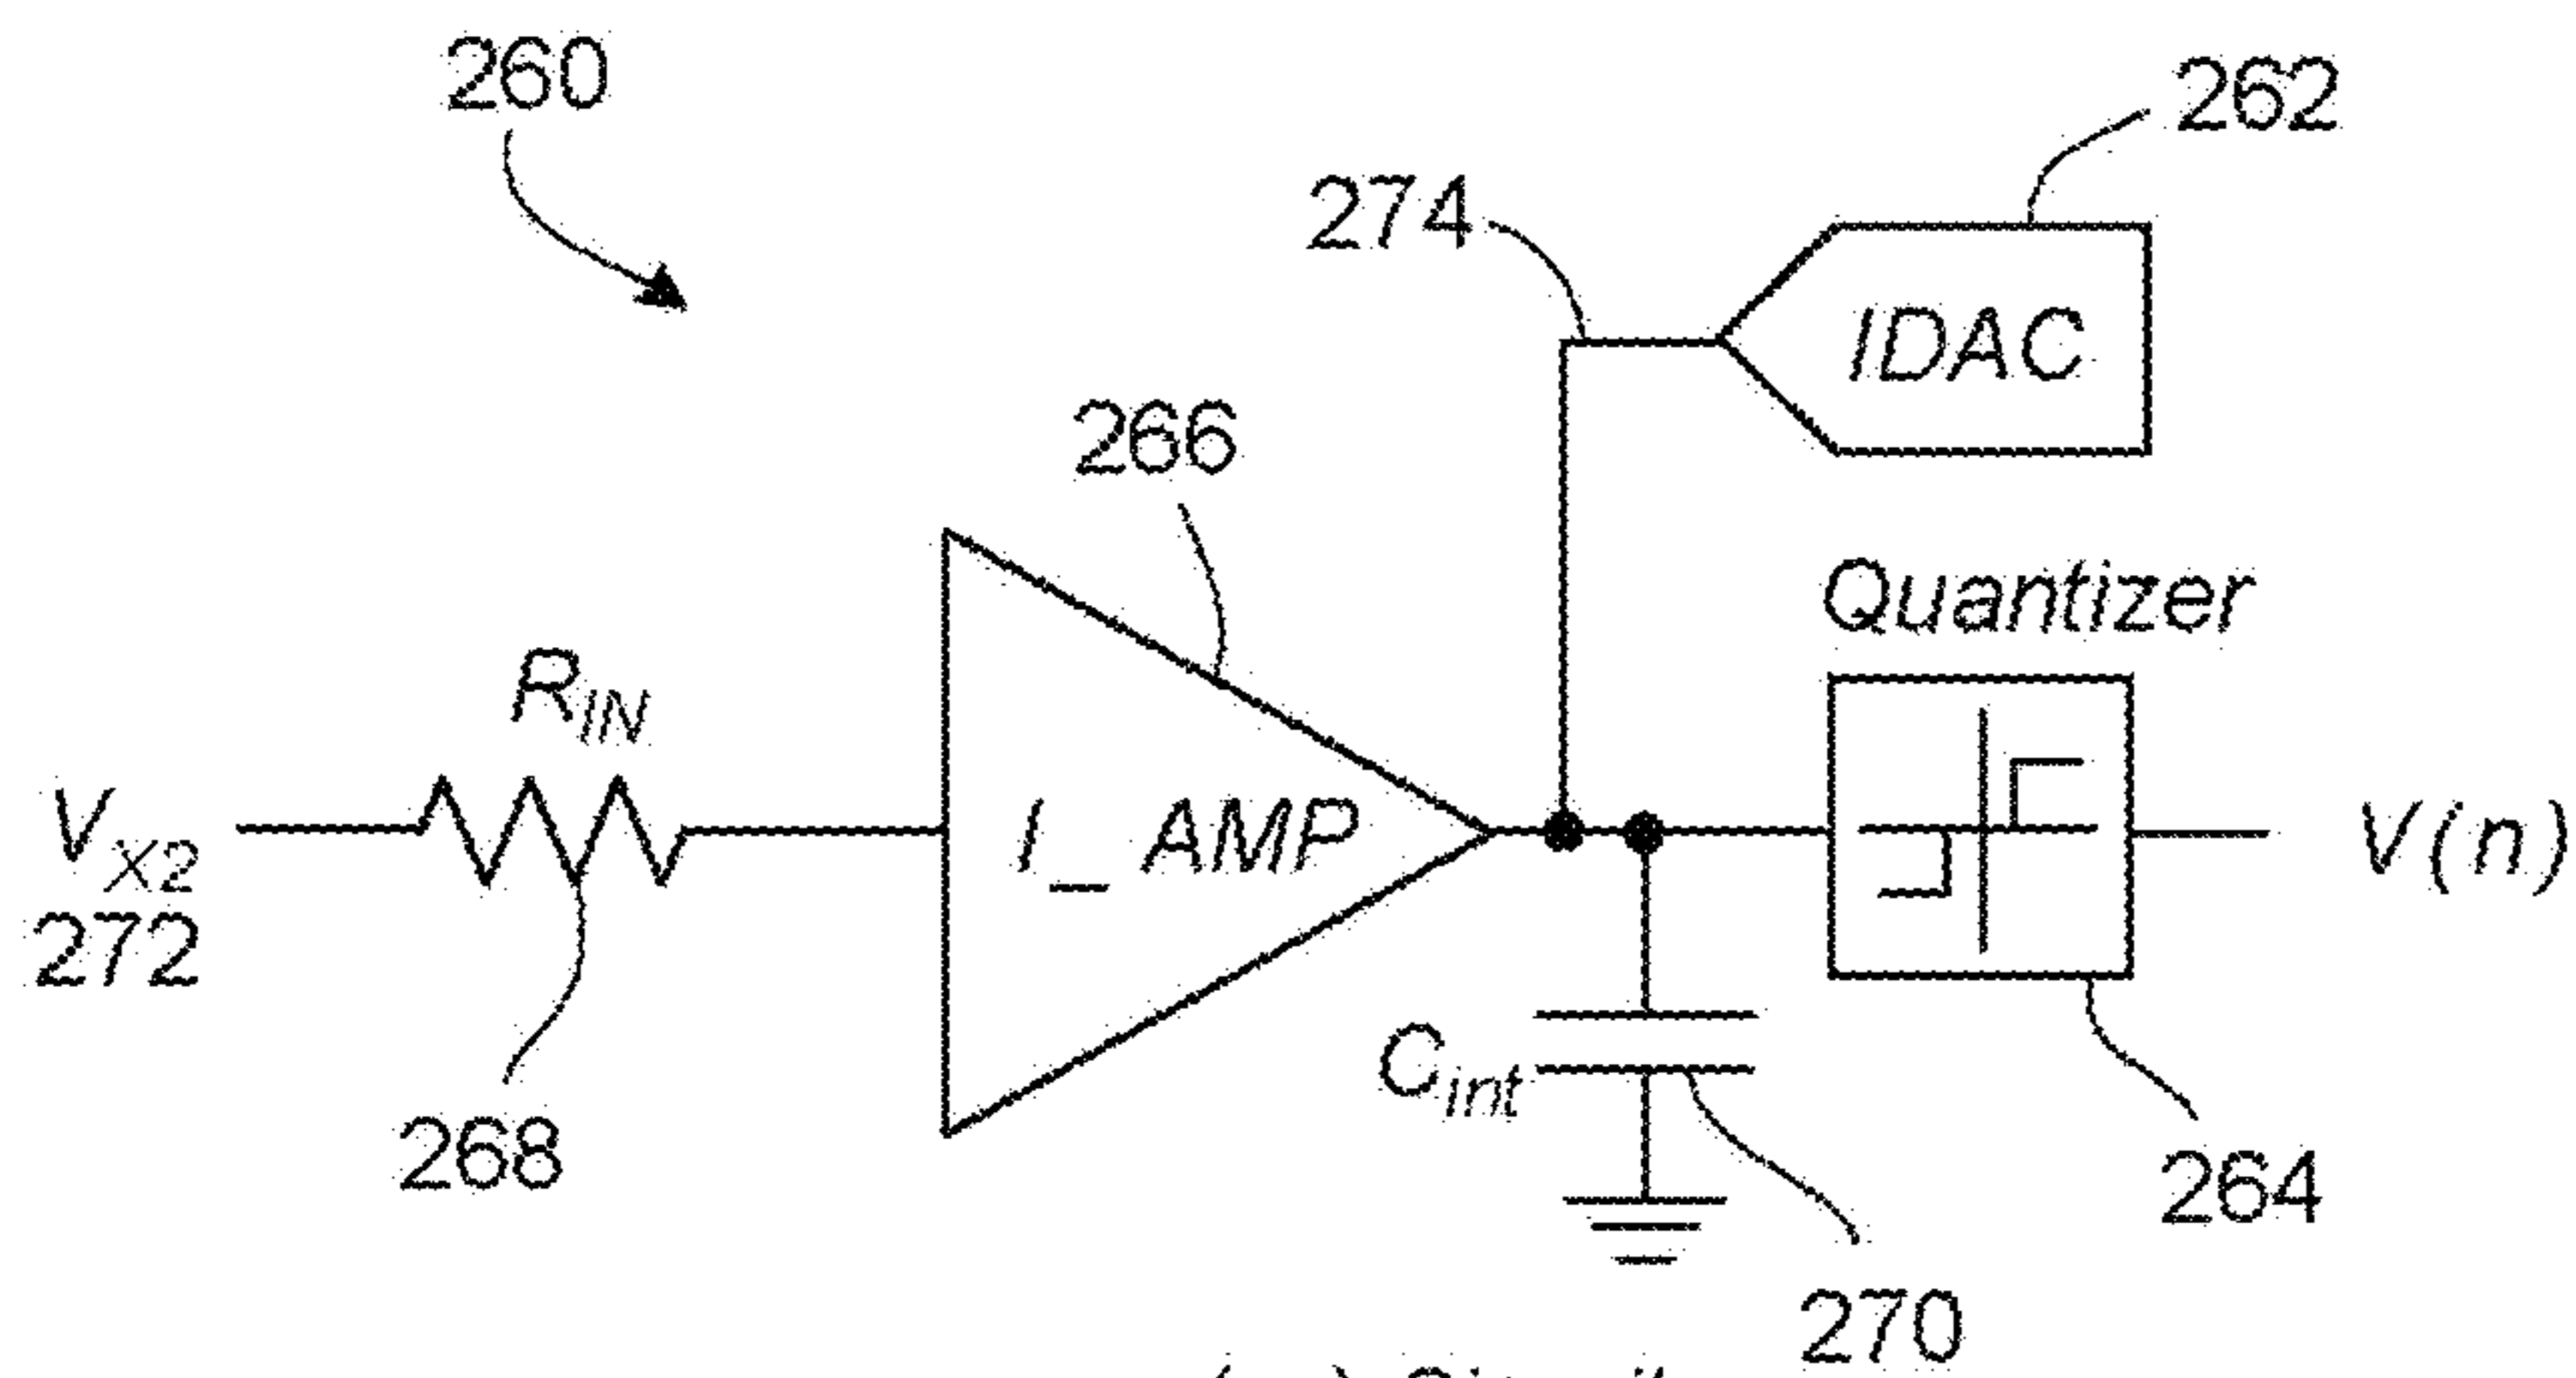 260
262
274
IDAC
266
Quantizer
R_IN
V_X2
272
I_AMP
V(n)
C_int
268
264
270